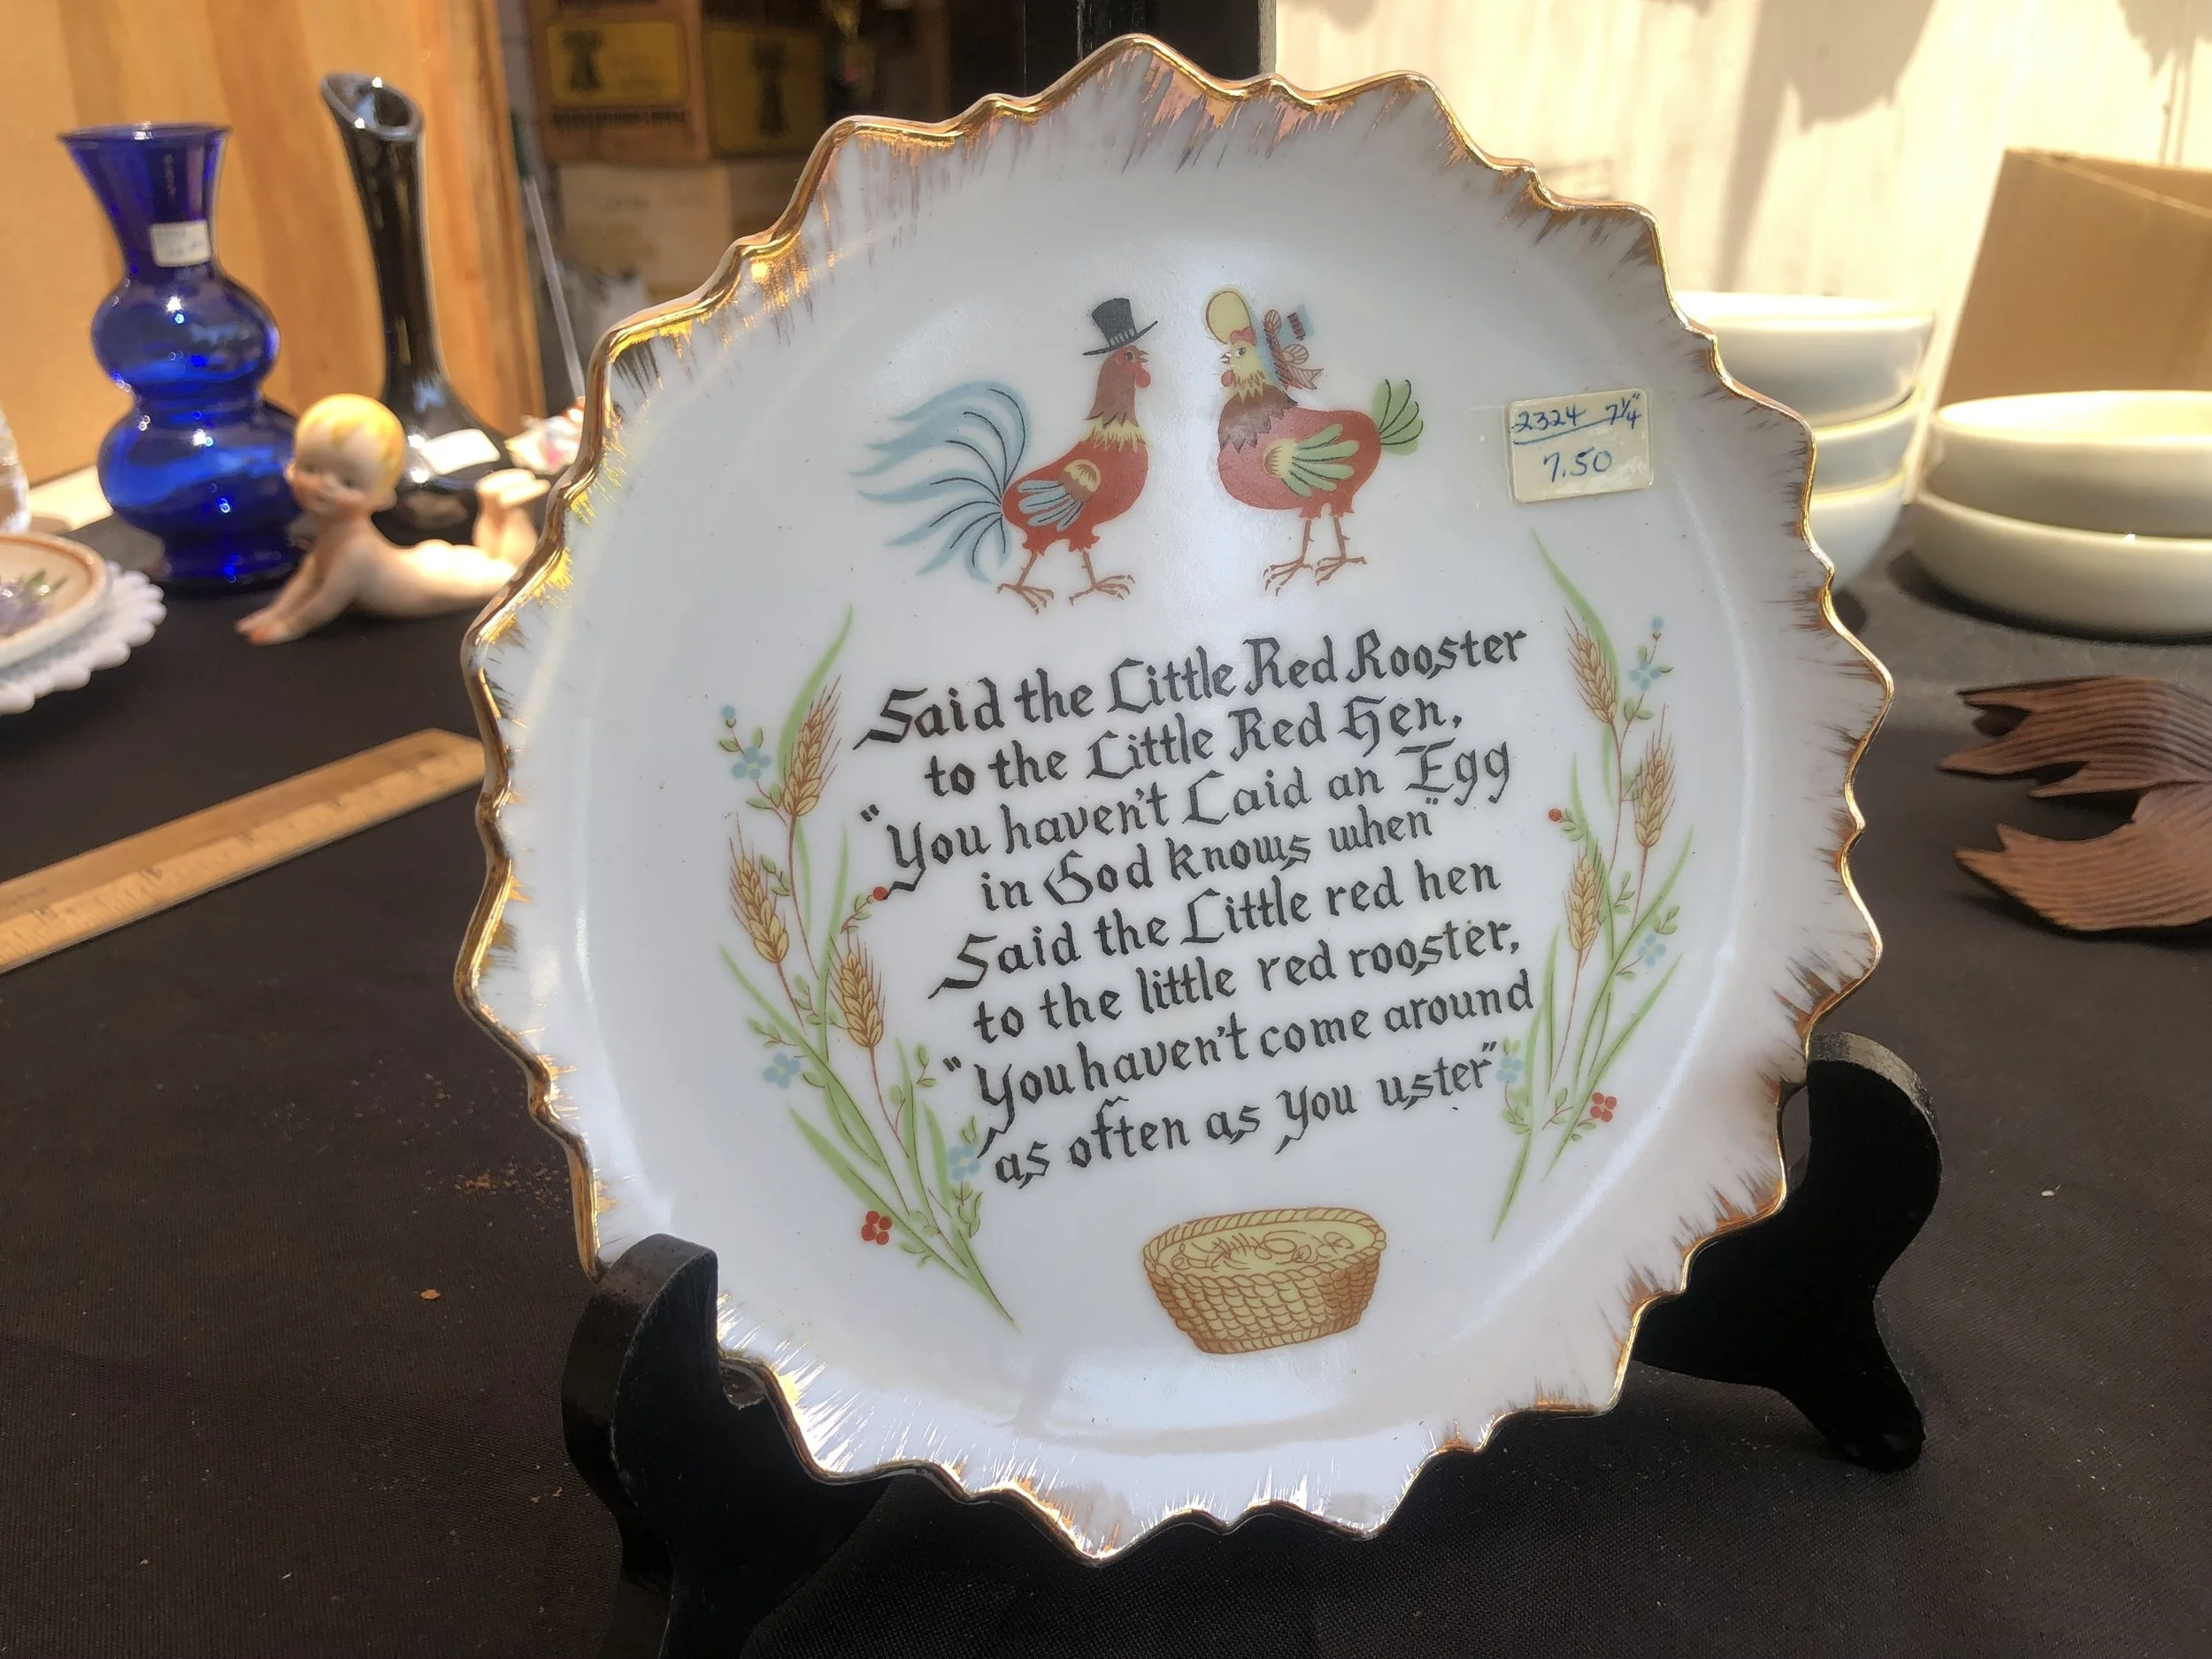 2324 7¼"
7.50
Said the Little Red Rooster
to the Little Red Hen,
"You haven't Laid an Egg
in God knows when"
Said the Little red hen
to the little red rooster,
"You haven't come around
as often as you uster"